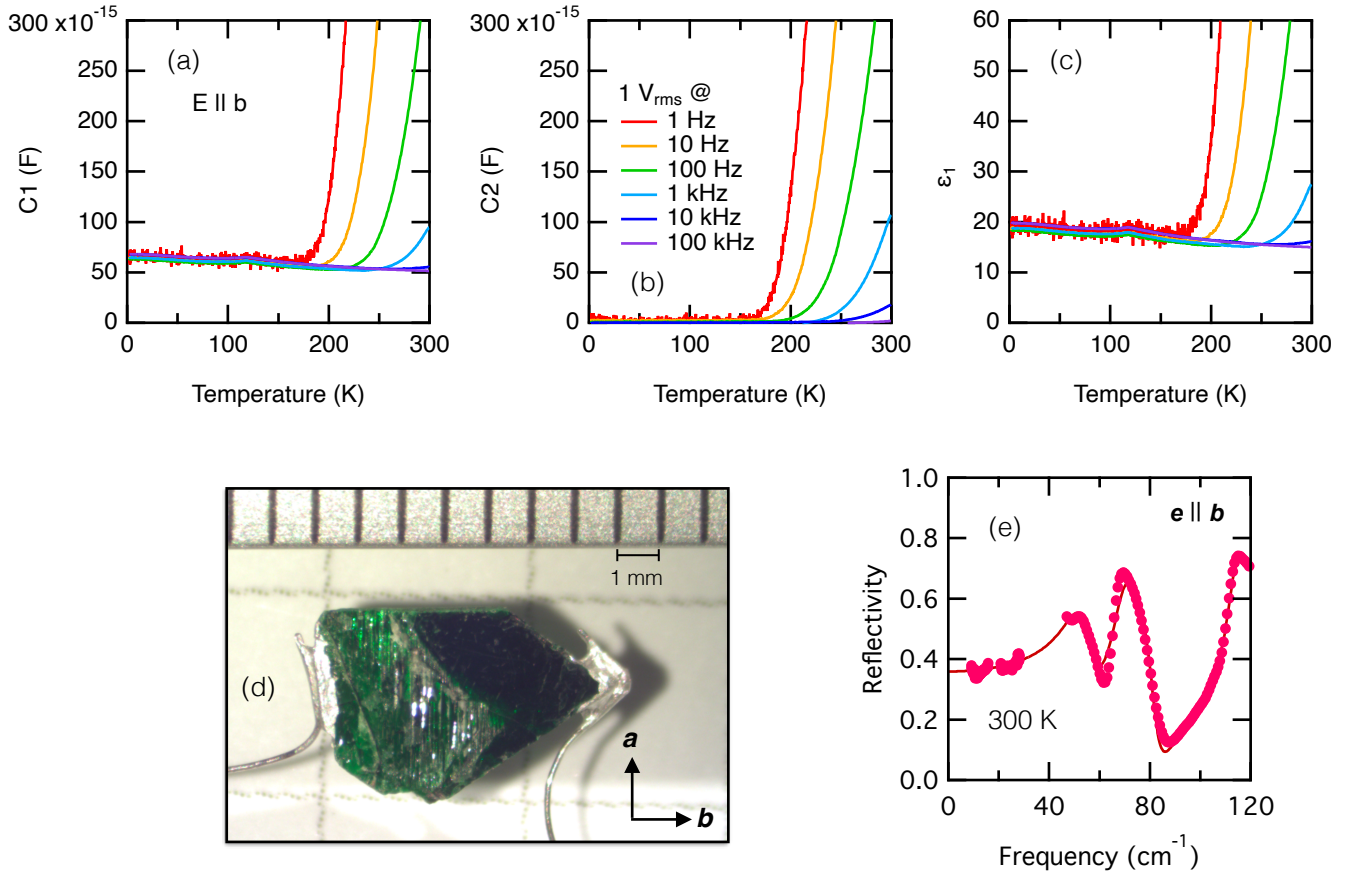 300 x10-15
250
200
150
100
50
0
C1 (F)
(a)
E || b
0
100
200
300
Temperature (K)
300 x10-15
250
200
150
100
50
0
C2 (F)
1 Vrms @
1 Hz
10 Hz
100 Hz
1 kHz
10 kHz
100 kHz
(b)
0
100
200
300
Temperature (K)
60
50
40
30
20
10
0
ε1
(c)
0
100
200
300
Temperature (K)
1 mm
(d)
a
b
1.0
0.8
0.6
0.4
0.2
0.0
Reflectivity
(e)
e || b
300 K
0
40
80
120
Frequency (cm-1)